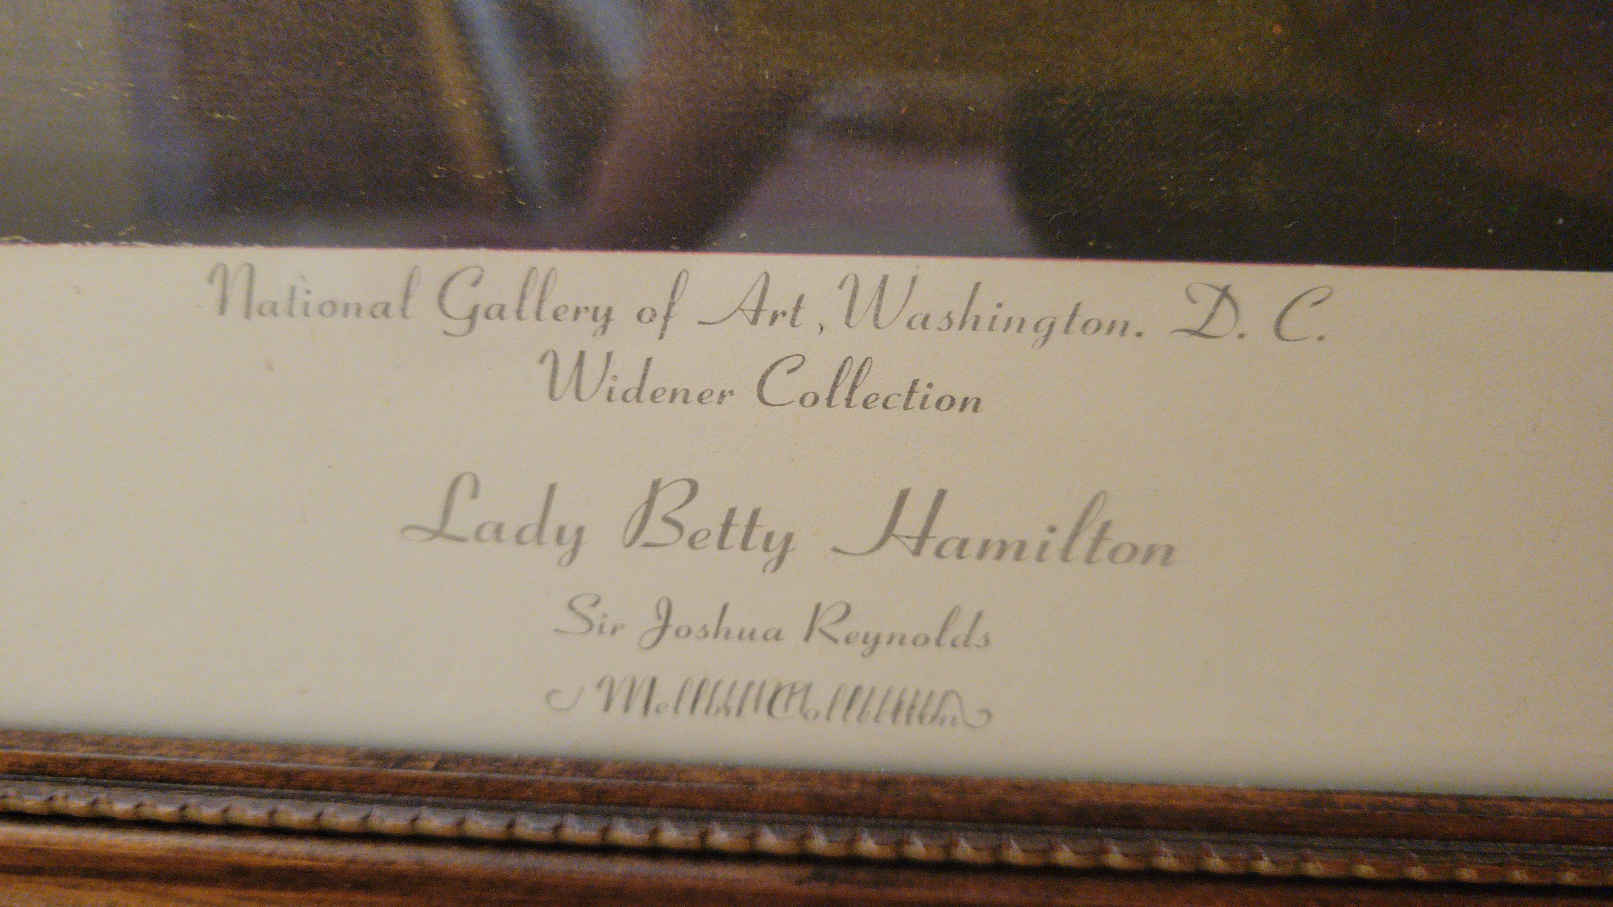 National Gallery of Art, Washington. D. C.
Widener Collection
Lady Betty Hamilton
Sir Joshua Reynolds